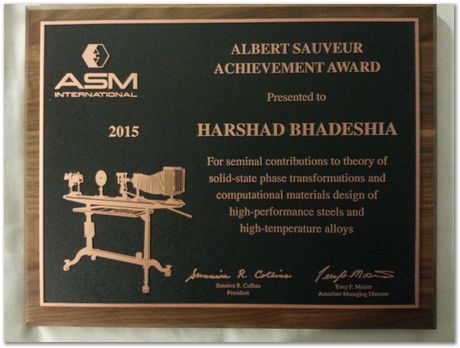 ASM
INTERNATIONAL
ALBERT SAUVEUR
ACHIEVEMENT AWARD
Presented to
2015
HARSHAD BHADESHIA
For seminal contributions to theory of
solid-state phase transformations and
computational materials design of
high-performance steels and
high-temperature alloys
Sunniva R. Collins
Sunniva R. Collins
President
Terry F. Mosier
Associate Managing Director